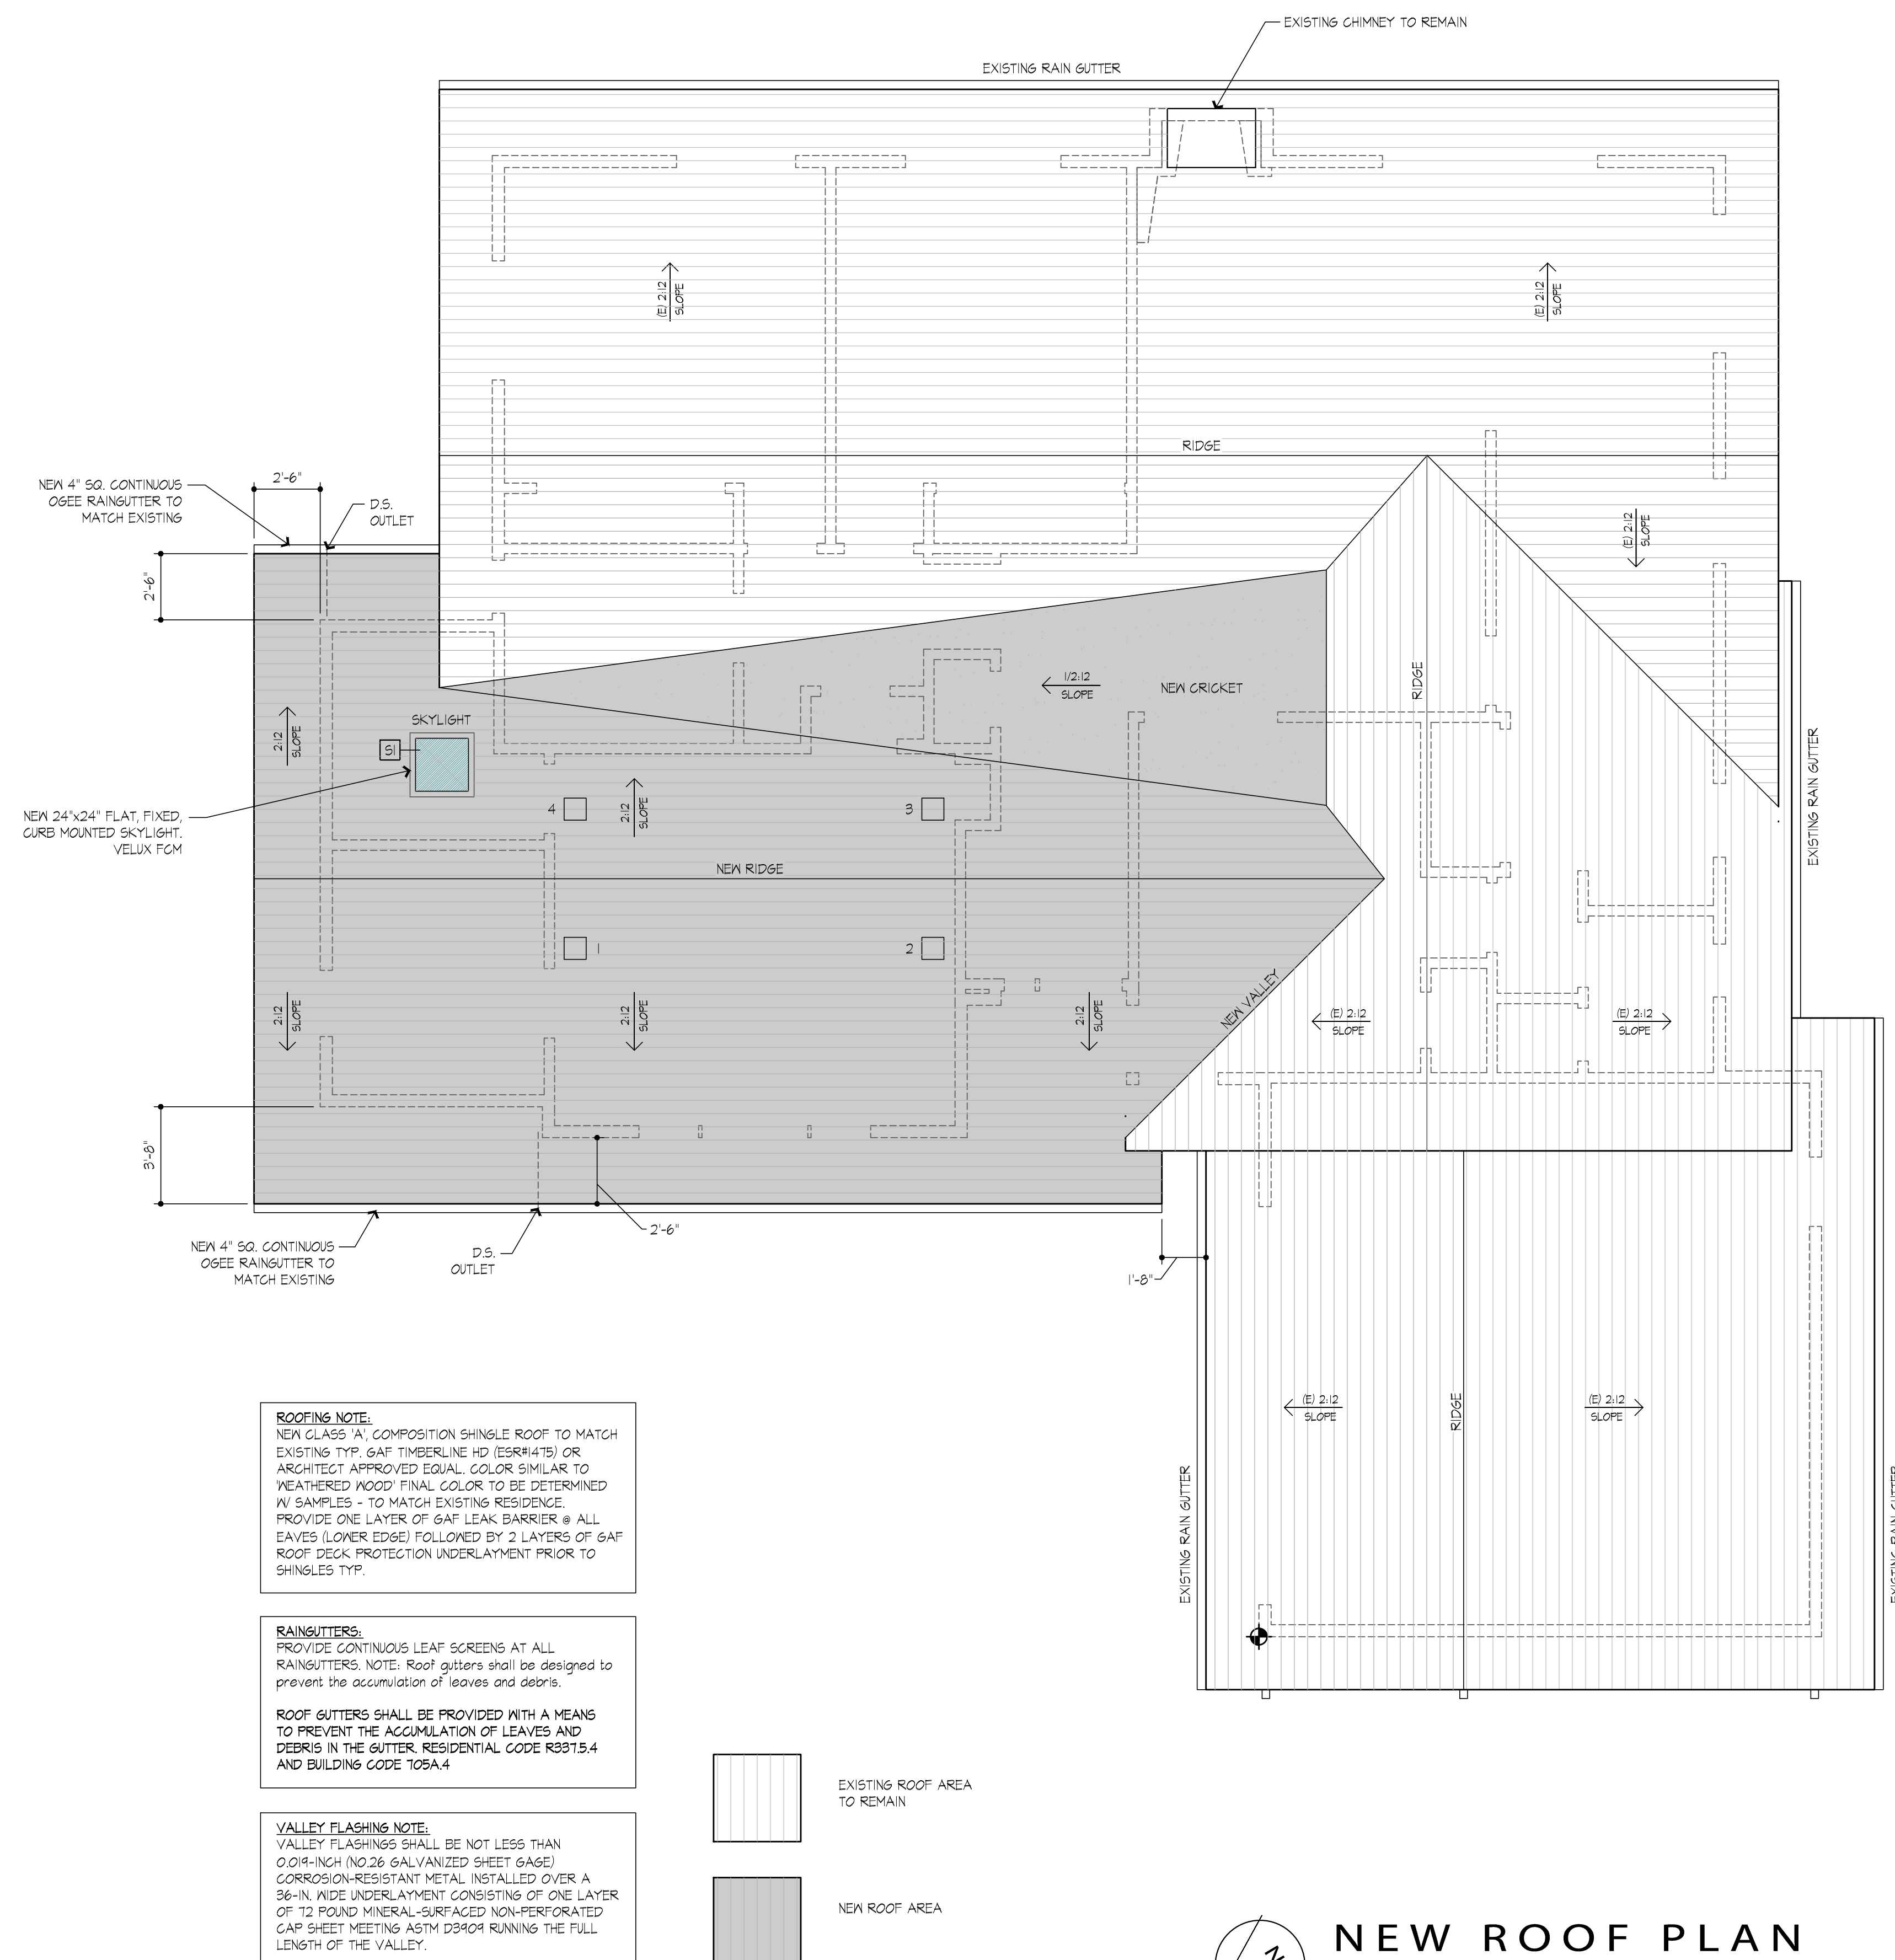 EXISTING CHIMNEY TO REMAIN
EXISTING RAIN GUTTER
(E) 2:12
SLOPE
(E) 2:12
SLOPE
RIDGE
NEW 4" SQ. CONTINUOUS
OGEE RAINGUTTER TO
MATCH EXISTING
2'-6"
D.S.
OUTLET
(E) 2:12
SLOPE
2'-6"
RIDGE
1/2:12
SLOPE
NEW CRICKET
SKYLIGHT
S1
2:12
SLOPE
EXISTING RAIN GUTTER
NEW 24"x24" FLAT, FIXED,
CURB MOUNTED SKYLIGHT.
VELUX FCM
4
2:12
SLOPE
3
NEW RIDGE
1
2
NEW VALLEY
2:12
SLOPE
2:12
SLOPE
2:12
SLOPE
(E) 2:12
SLOPE
(E) 2:12
SLOPE
3'-8"
2'-6"
NEW 4" SQ. CONTINUOUS
OGEE RAINGUTTER TO
MATCH EXISTING
D.S.
OUTLET
1'-8"
(E) 2:12
SLOPE
RIDGE
(E) 2:12
SLOPE
EXISTING RAIN GUTTER
EXISTING RAIN GUTTER
ROOFING NOTE:
NEW CLASS 'A', COMPOSITION SHINGLE ROOF TO MATCH
EXISTING TYP. GAF TIMBERLINE HD (ESR#1475) OR
ARCHITECT APPROVED EQUAL. COLOR SIMILAR TO
'WEATHERED WOOD' FINAL COLOR TO BE DETERMINED
W/ SAMPLES - TO MATCH EXISTING RESIDENCE.
PROVIDE ONE LAYER OF GAF LEAK BARRIER @ ALL
EAVES (LOWER EDGE) FOLLOWED BY 2 LAYERS OF GAF
ROOF DECK PROTECTION UNDERLAYMENT PRIOR TO
SHINGLES TYP.
RAINGUTTERS:
PROVIDE CONTINUOUS LEAF SCREENS AT ALL
RAINGUTTERS. NOTE: Roof gutters shall be designed to
prevent the accumulation of leaves and debris.
ROOF GUTTERS SHALL BE PROVIDED WITH A MEANS
TO PREVENT THE ACCUMULATION OF LEAVES AND
DEBRIS IN THE GUTTER. RESIDENTIAL CODE R337.5.4
AND BUILDING CODE 705A.4
VALLEY FLASHING NOTE:
VALLEY FLASHINGS SHALL BE NOT LESS THAN
0.019-INCH (NO.26 GALVANIZED SHEET GAGE)
CORROSION-RESISTANT METAL INSTALLED OVER A
36-IN. WIDE UNDERLAYMENT CONSISTING OF ONE LAYER
OF 72 POUND MINERAL-SURFACED NON-PERFORATED
CAP SHEET MEETING ASTM D3909 RUNNING THE FULL
LENGTH OF THE VALLEY.
EXISTING ROOF AREA
TO REMAIN
NEW ROOF AREA
N
NEW ROOF PLAN